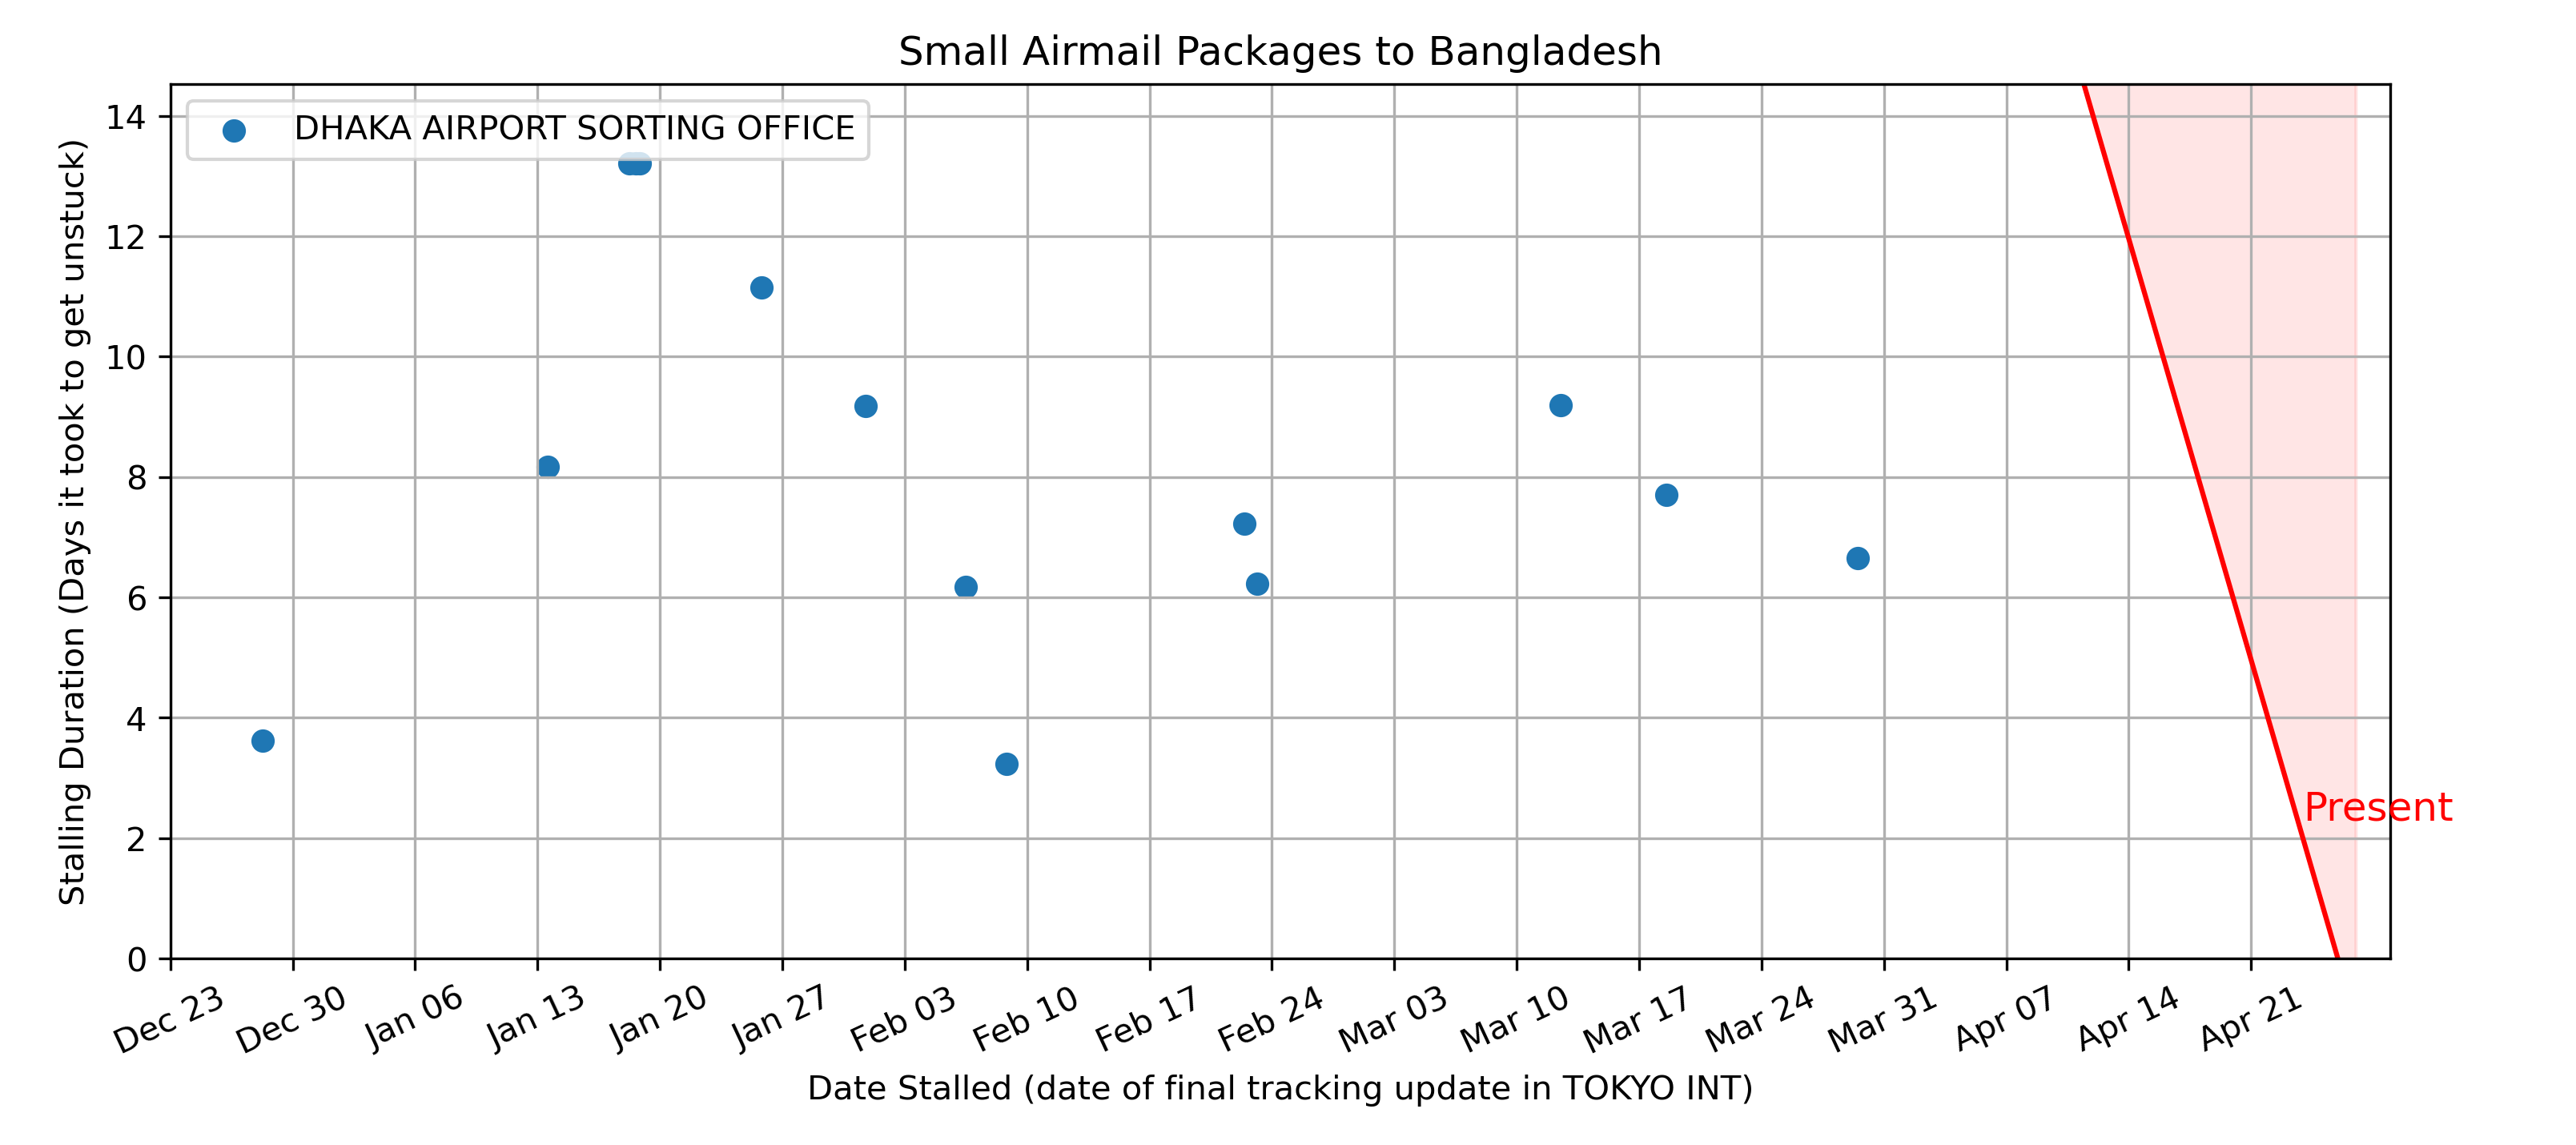 Small Airmail Packages to Bangladesh
DHAKA AIRPORT SORTING OFFICE
Stalling Duration (Days it took to get unstuck)
14
12
10
8
6
4
2
0
Present
Dec 23 Dec 30 Jan 06 Jan 13 Jan 20 Jan 27 Feb 03 Feb 10 Feb 17 Feb 24 Mar 03 Mar 10 Mar 17 Mar 24 Mar 31 Apr 07 Apr 14 Apr 21
Date Stalled (date of final tracking update in TOKYO INT)